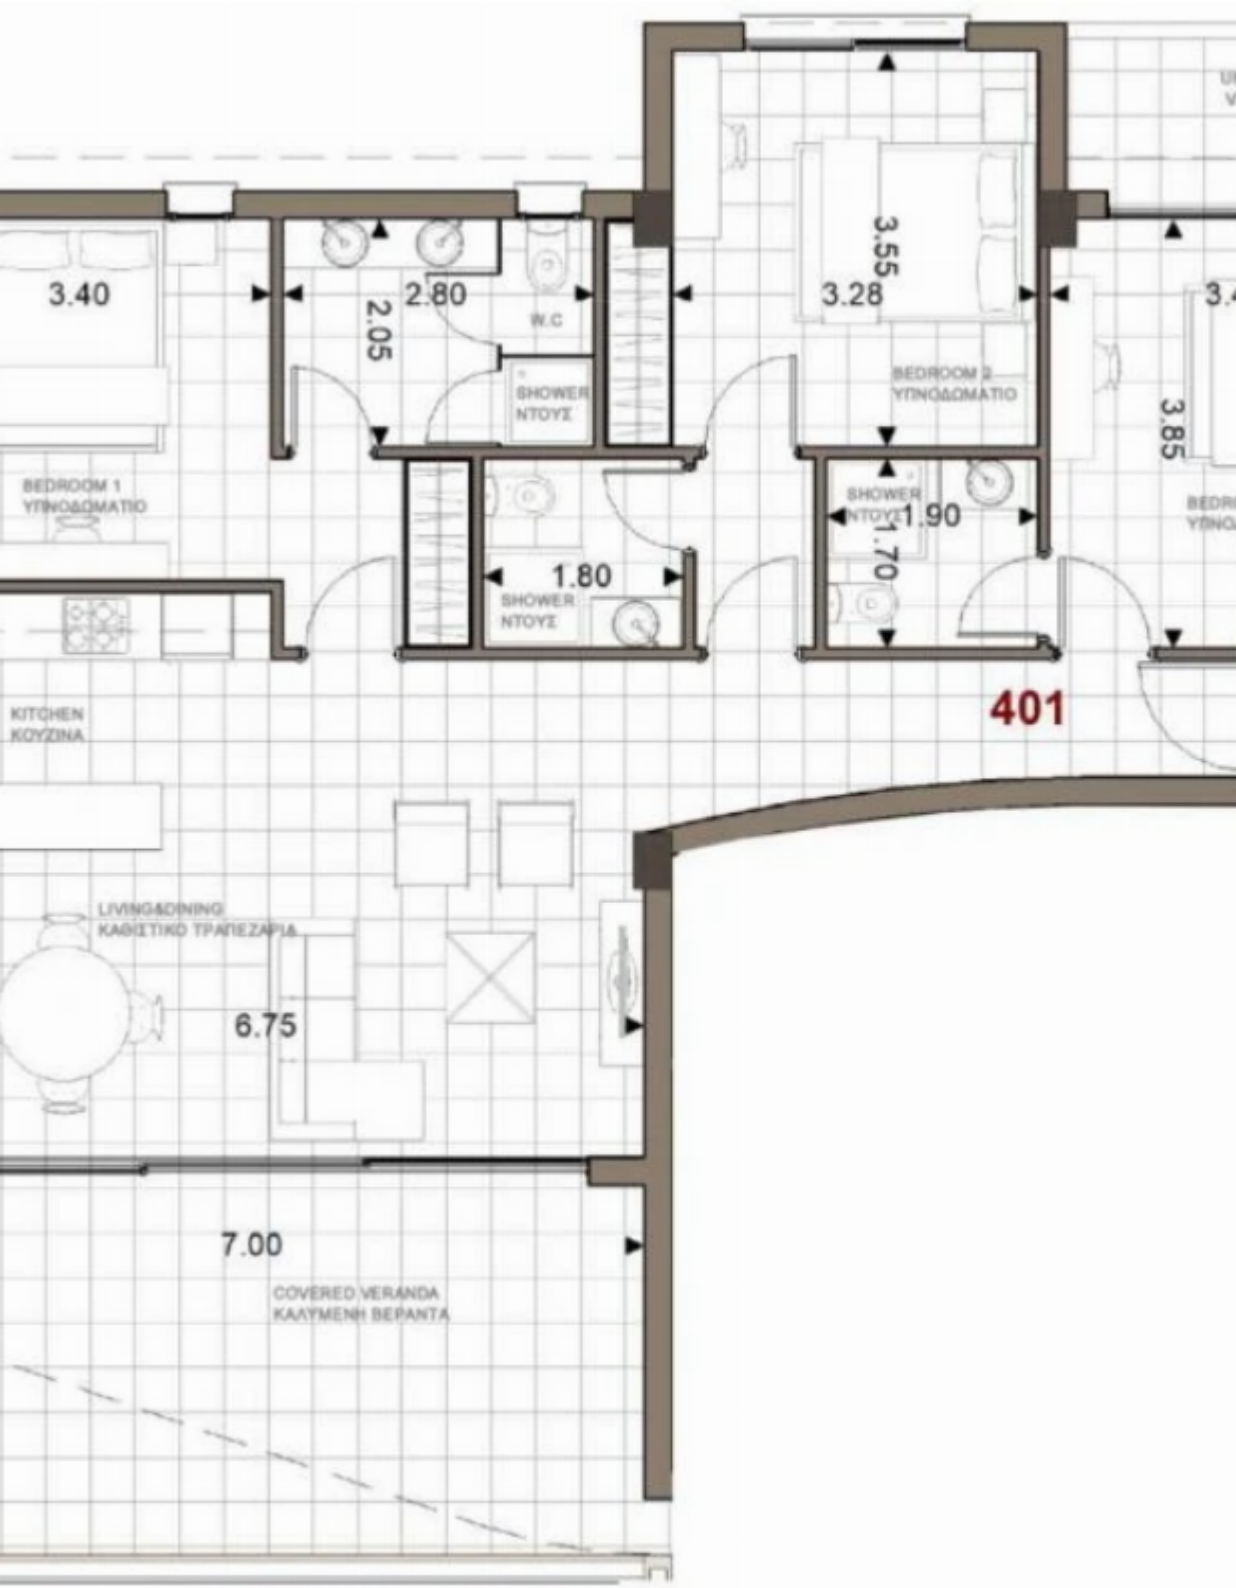 3.55
3.40
2.80
3.28
2.05
W.C
SHOWER
ΝΤΟΥΣ
BEDROOM 2
ΥΠΝΟΔΩΜΑΤΙΟ
3.85
BEDROOM 1
ΥΠΝΟΔΩΜΑΤΙΟ
SHOWER
ΝΤΟΥΣ
1.90
1.70
1.80
SHOWER
ΝΤΟΥΣ
401
KITCHEN
ΚΟΥΖΙΝΑ
LIVING&DINING
ΚΑΘΙΣΤΙΚΟ ΤΡΑΠΕΖΑΡΙΑ
6.75
7.00
COVERED VERANDA
ΚΑΛΥΜΕΝΗ ΒΕΡΑΝΤΑ